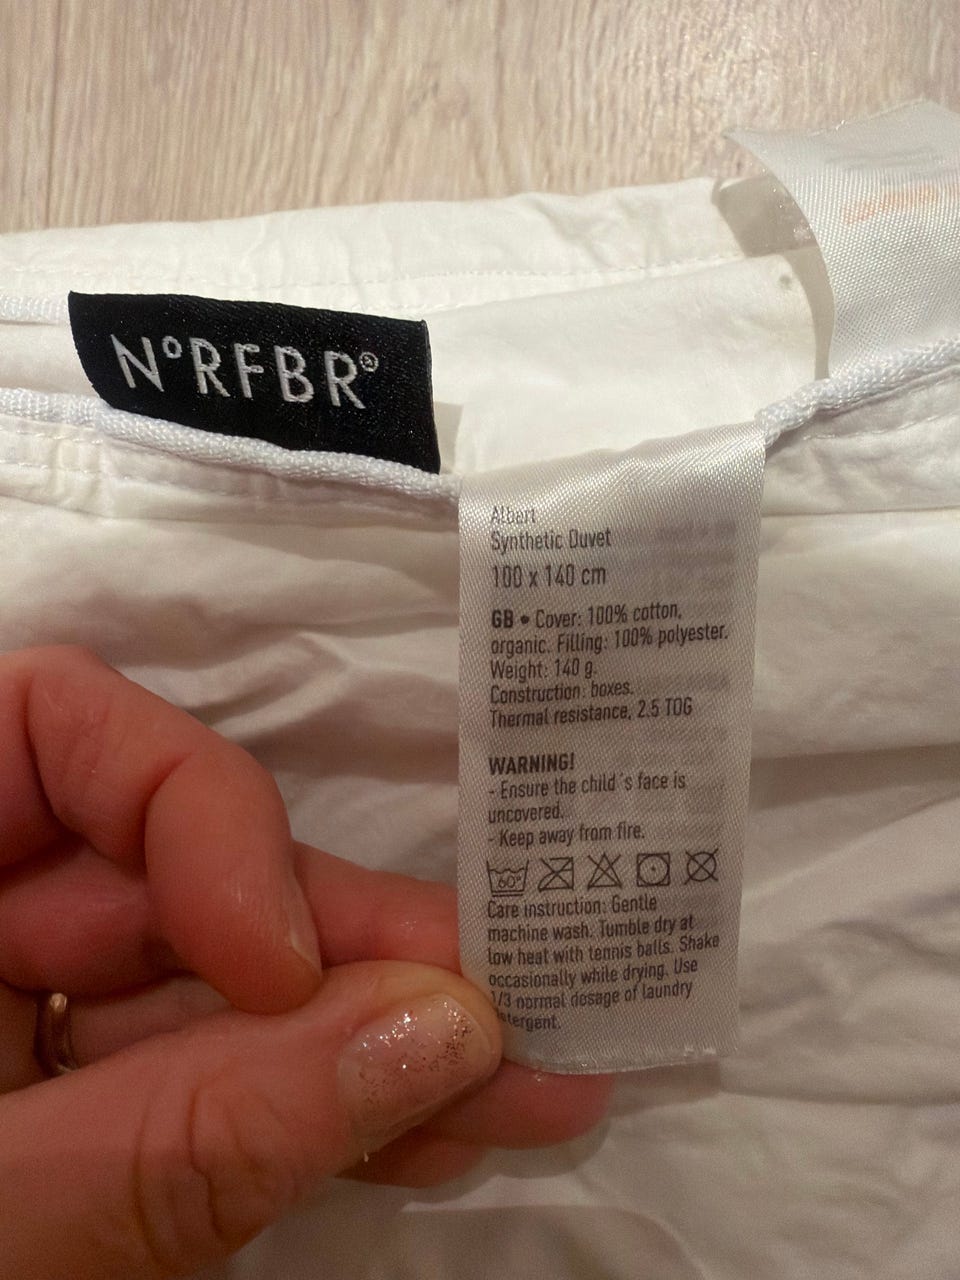 N°RFBR®
Albert
Synthetic Duvet
100 x 140 cm
GB • Cover: 100% cotton,
organic. Filling: 100% polyester.
Weight: 140 g.
Construction: boxes.
Thermal resistance, 2.5 TOG
WARNING!
- Ensure the child´s face is
uncovered.
- Keep away from fire.
60°
Care instruction: Gentle
machine wash. Tumble dry at
low heat with tennis balls. Shake
occasionally while drying. Use
1/3 normal dosage of laundry